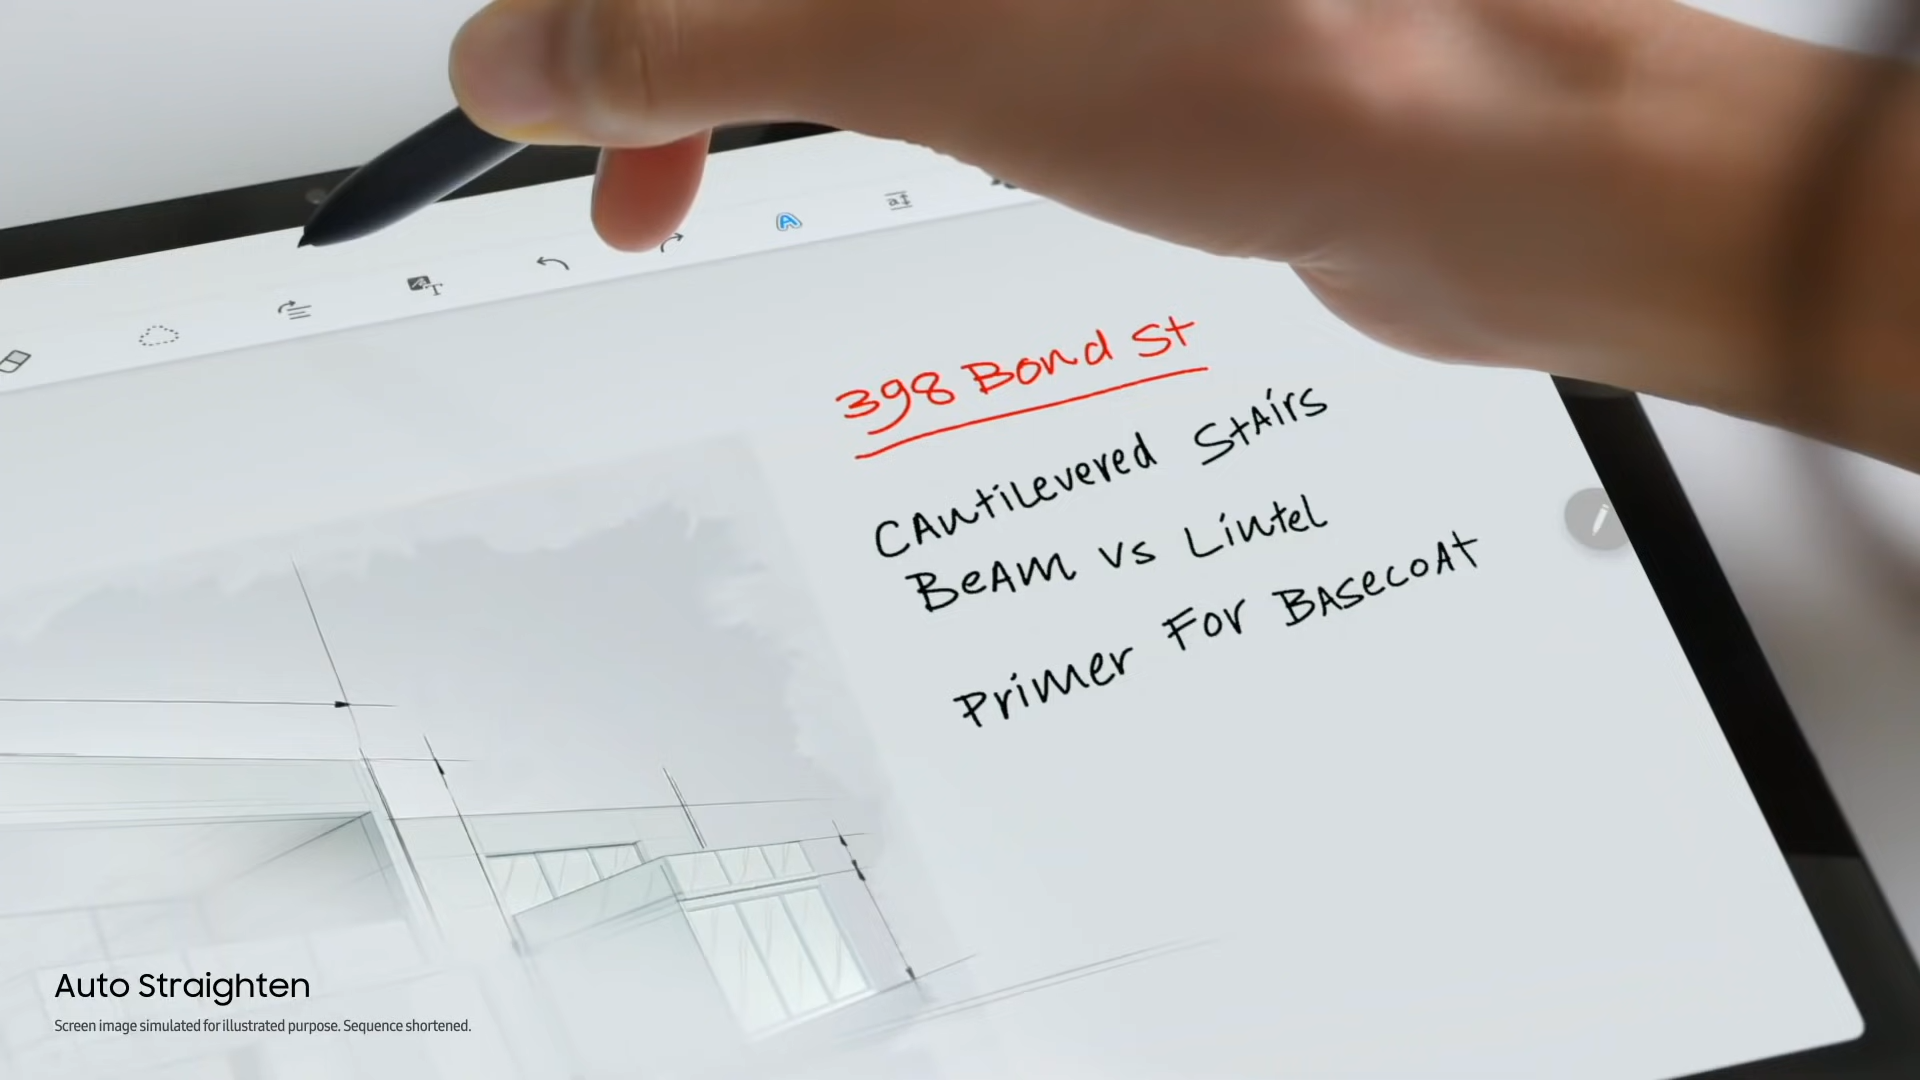 A
T
a
398 Bond St
CAntiLevered StAirs
BeAM vs Lintel
Primer For BAsecoAt
Auto Straighten
Screen image simulated for illustrated purpose. Sequence shortened.